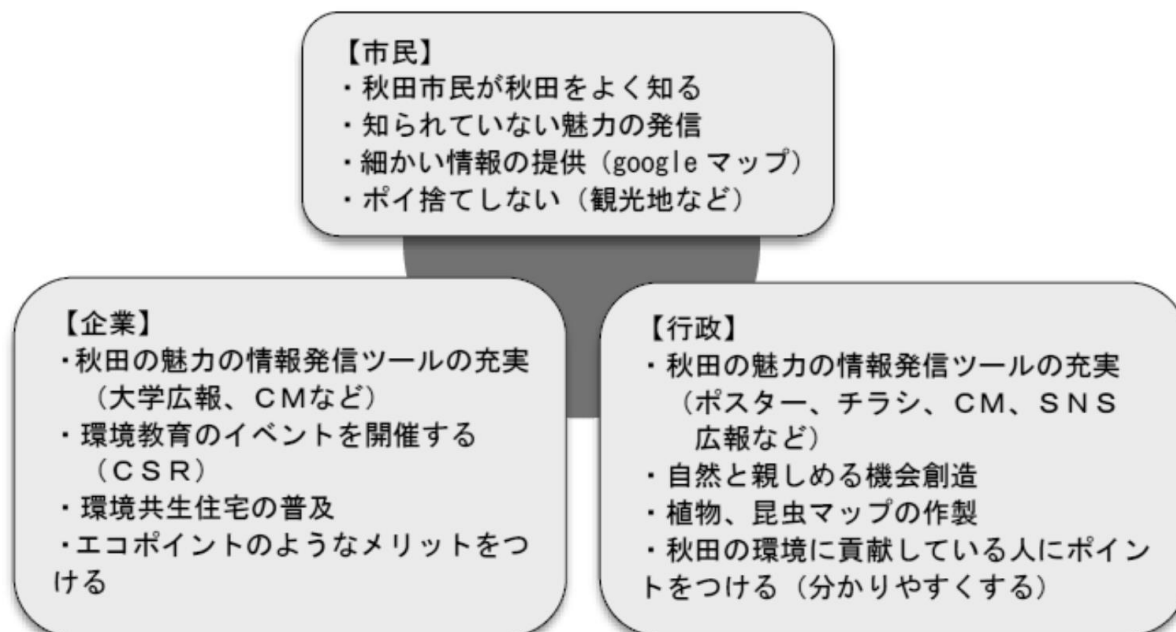 【市民】
・秋田市民が秋田をよく知る
・知られていない魅力の発信
・細かい情報の提供（google マップ）
・ポイ捨てしない（観光地など）
【企業】
・秋田の魅力の情報発信ツールの充実
（大学広報、ＣＭなど）
・環境教育のイベントを開催する
（ＣＳＲ）
・環境共生住宅の普及
・エコポイントのようなメリットをつ
ける
【行政】
・秋田の魅力の情報発信ツールの充実
（ポスター、チラシ、ＣＭ、ＳＮＳ
広報など）
・自然と親しめる機会創造
・植物、昆虫マップの作製
・秋田の環境に貢献している人にポイン
トをつける（分かりやすくする）